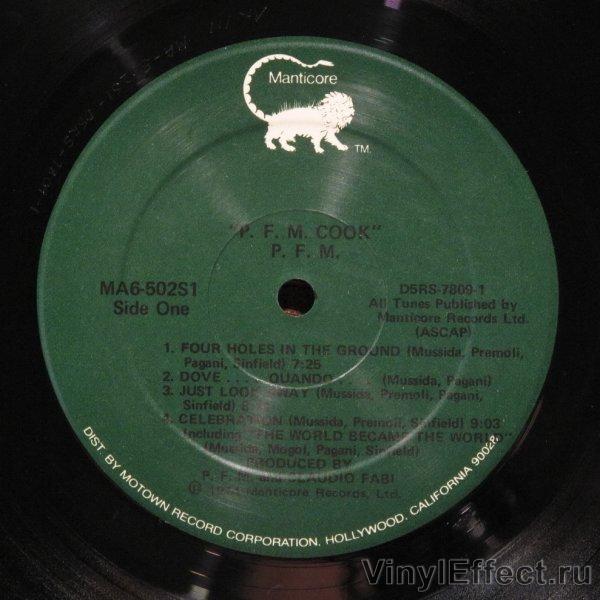 Manticore
TM.
"P. F. M. COOK"
P. F. M.
MA6-502S1
Side One
D5RS-7809-1
All Tunes Published by
Manticore Records Ltd.
(ASCAP)
1. FOUR HOLES IN THE GROUND (Mussida, Premoli,
Pagani, Sinfield) 7:25
2. DOVE . . . . QUANDO . . . (Mussida, Pagani)
3. JUST LOOK AWAY (Mussida, Premoli, Pagani,
Sinfield)
4. CELEBRATION (Mussida, Premoli, Sinfield) 9:03
Including "THE WORLD BECAME THE WORLD"
(Mussida, Mogol, Pagani, Sinfield)
PRODUCED BY
P. F. M. and CLAUDIO FABI
Ⓟ 1974 Manticore Records, Ltd.
DIST. BY MOTOWN RECORD CORPORATION, HOLLYWOOD, CALIFORNIA 90028
VinylEffect.ru